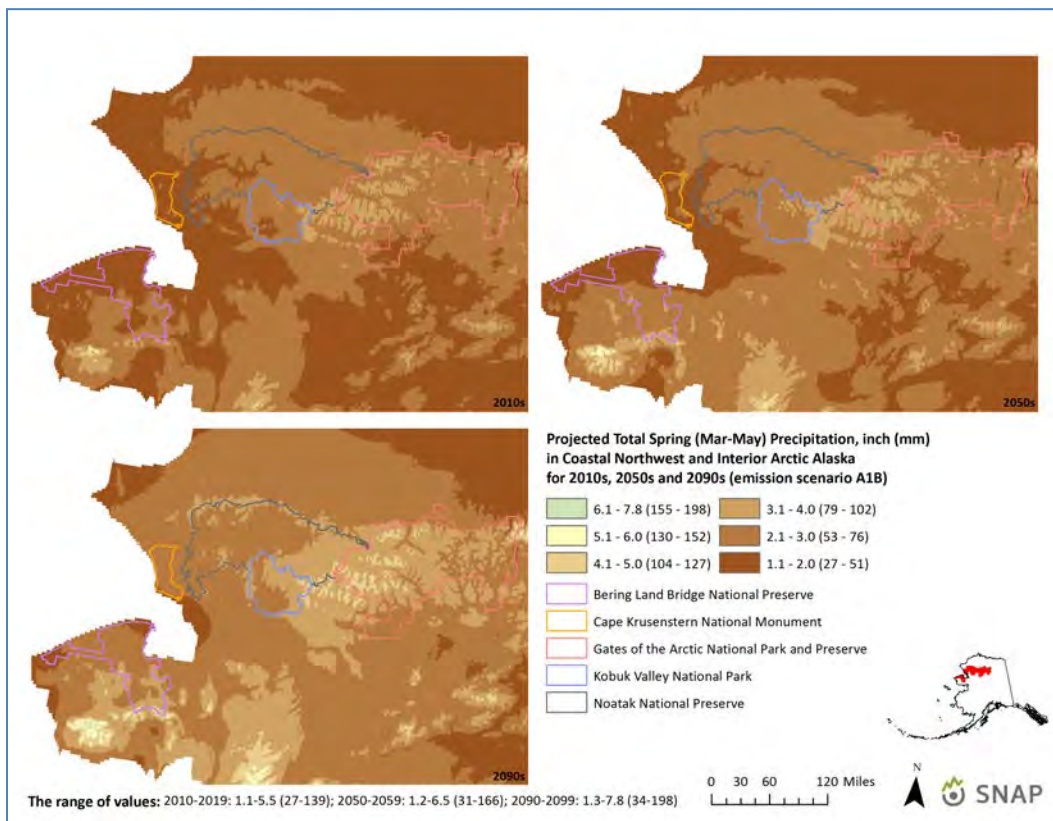 2010s
2050s
2090s
Projected Total Spring (Mar-May) Precipitation, inch (mm)
in Coastal Northwest and Interior Arctic Alaska
for 2010s, 2050s and 2090s (emission scenario A1B)
6.1 - 7.8 (155 - 198)
3.1 - 4.0 (79 - 102)
5.1 - 6.0 (130 - 152)
2.1 - 3.0 (53 - 76)
4.1 - 5.0 (104 - 127)
1.1 - 2.0 (27 - 51)
Bering Land Bridge National Preserve
Cape Krusenstern National Monument
Gates of the Arctic National Park and Preserve
Kobuk Valley National Park
Noatak National Preserve
N
0 30 60 120 Miles
SNAP
The range of values: 2010-2019: 1.1-5.5 (27-139); 2050-2059: 1.2-6.5 (31-166); 2090-2099: 1.3-7.8 (34-198)